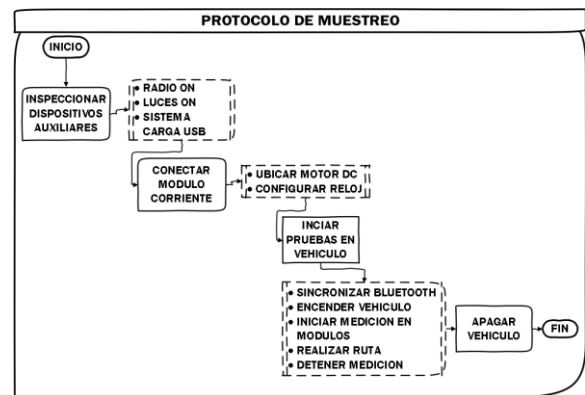 PROTOCOLO DE MUESTREO
INICIO
INSPECCIONAR
DISPOSITIVOS
AUXILIARES
• RADIO ON
• LUCES ON
• SISTEMA
CARGA USB
CONECTAR
MODULO
CORRIENTE
• UBICAR MOTOR DC
• CONFIGURAR RELOJ
INCIAR
PRUEBAS EN
VEHICULO
• SINCRONIZAR BLUETOOTH
• ENCENDER VEHICULO
• INICIAR MEDICION EN
MODULOS
• REALIZAR RUTA
• DETENER MEDICION
APAGAR
VEHICULO
FIN